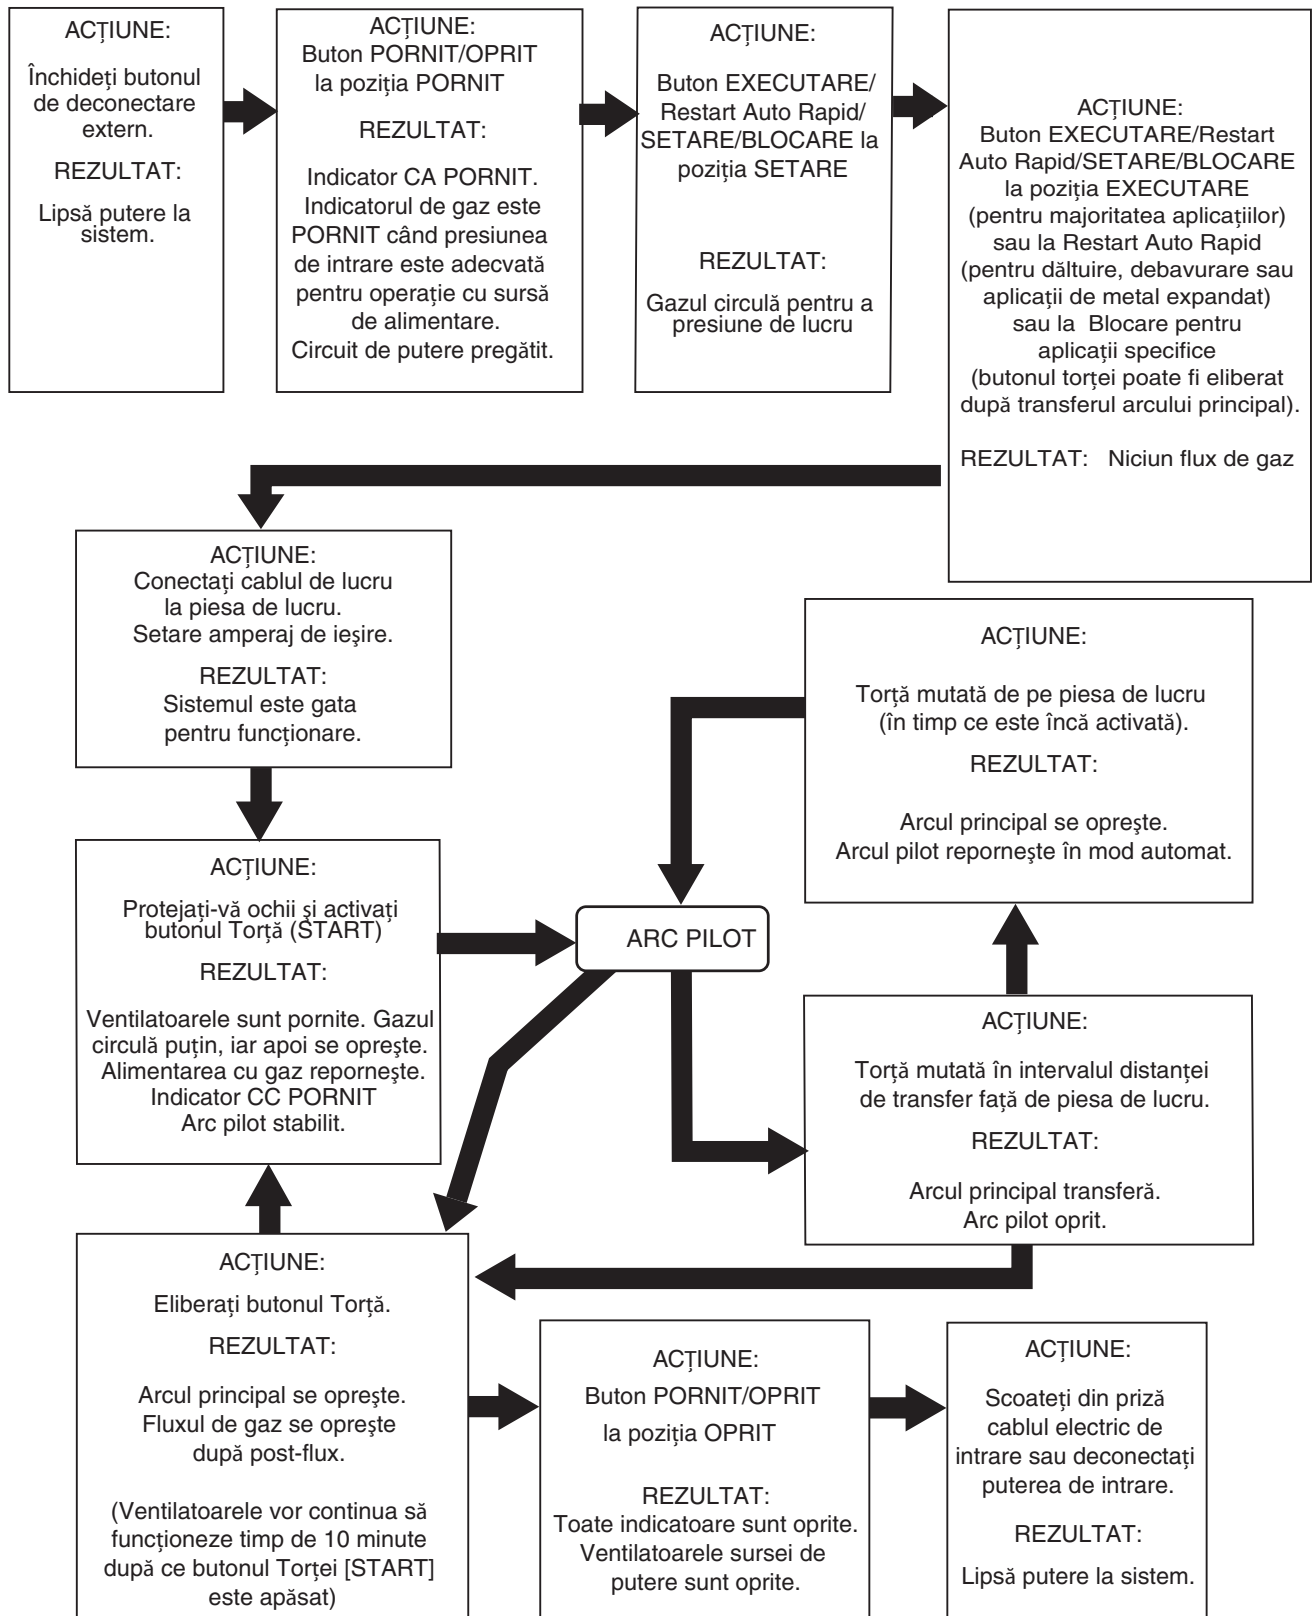 ACȚIUNE:
Închideți butonul
de deconectare
extern.
REZULTAT:
Lipsă putere la
sistem.
ACȚIUNE:
Buton PORNIT/OPRIT
la poziția PORNIT
REZULTAT:
Indicator CA PORNIT.
Indicatorul de gaz este
PORNIT când presiunea
de intrare este adecvată
pentru operație cu sursă
de alimentare.
Circuit de putere pregătit.
ACȚIUNE:
Buton EXECUTARE/
Restart Auto Rapid/
SETARE/BLOCARE la
poziția SETARE
REZULTAT:
Gazul circulă pentru a
presiune de lucru
ACȚIUNE:
Buton EXECUTARE/Restart
Auto Rapid/SETARE/BLOCARE
la poziția EXECUTARE
(pentru majoritatea aplicațiilor)
sau la Restart Auto Rapid
(pentru dăltuire, debavurare sau
aplicații de metal expandat)
sau la Blocare pentru
aplicații specifice
(butonul torței poate fi eliberat
după transferul arcului principal).
REZULTAT: Niciun flux de gaz
ACȚIUNE:
Conectați cablul de lucru
la piesa de lucru.
Setare amperaj de ieşire.
REZULTAT:
Sistemul este gata
pentru funcționare.
ACȚIUNE:
Torță mutată de pe piesa de lucru
(în timp ce este încă activată).
REZULTAT:
Arcul principal se opreşte.
Arcul pilot reporneşte în mod automat.
ACȚIUNE:
Protejați-vă ochii şi activați
butonul Torță (START)
REZULTAT:
Ventilatoarele sunt pornite. Gazul
circulă puțin, iar apoi se opreşte.
Alimentarea cu gaz reporneşte.
Indicator CC PORNIT
Arc pilot stabilit.
ARC PILOT
ACȚIUNE:
Torță mutată în intervalul distanței
de transfer față de piesa de lucru.
REZULTAT:
Arcul principal transferă.
Arc pilot oprit.
ACȚIUNE:
Eliberați butonul Torță.
REZULTAT:
Arcul principal se opreşte.
Fluxul de gaz se opreşte
după post-flux.
(Ventilatoarele vor continua să
funcționeze timp de 10 minute
după ce butonul Torței [START]
este apăsat)
ACȚIUNE:
Buton PORNIT/OPRIT
la poziția OPRIT
REZULTAT:
Toate indicatoare sunt oprite.
Ventilatoarele sursei de
putere sunt oprite.
ACȚIUNE:
Scoateți din priză
cablul electric de
intrare sau deconectați
puterea de intrare.
REZULTAT:
Lipsă putere la sistem.